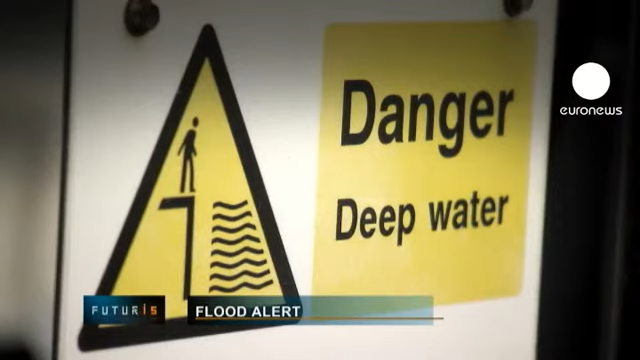 Danger
Deep water
euronews
FUTURIS
FLOOD ALERT